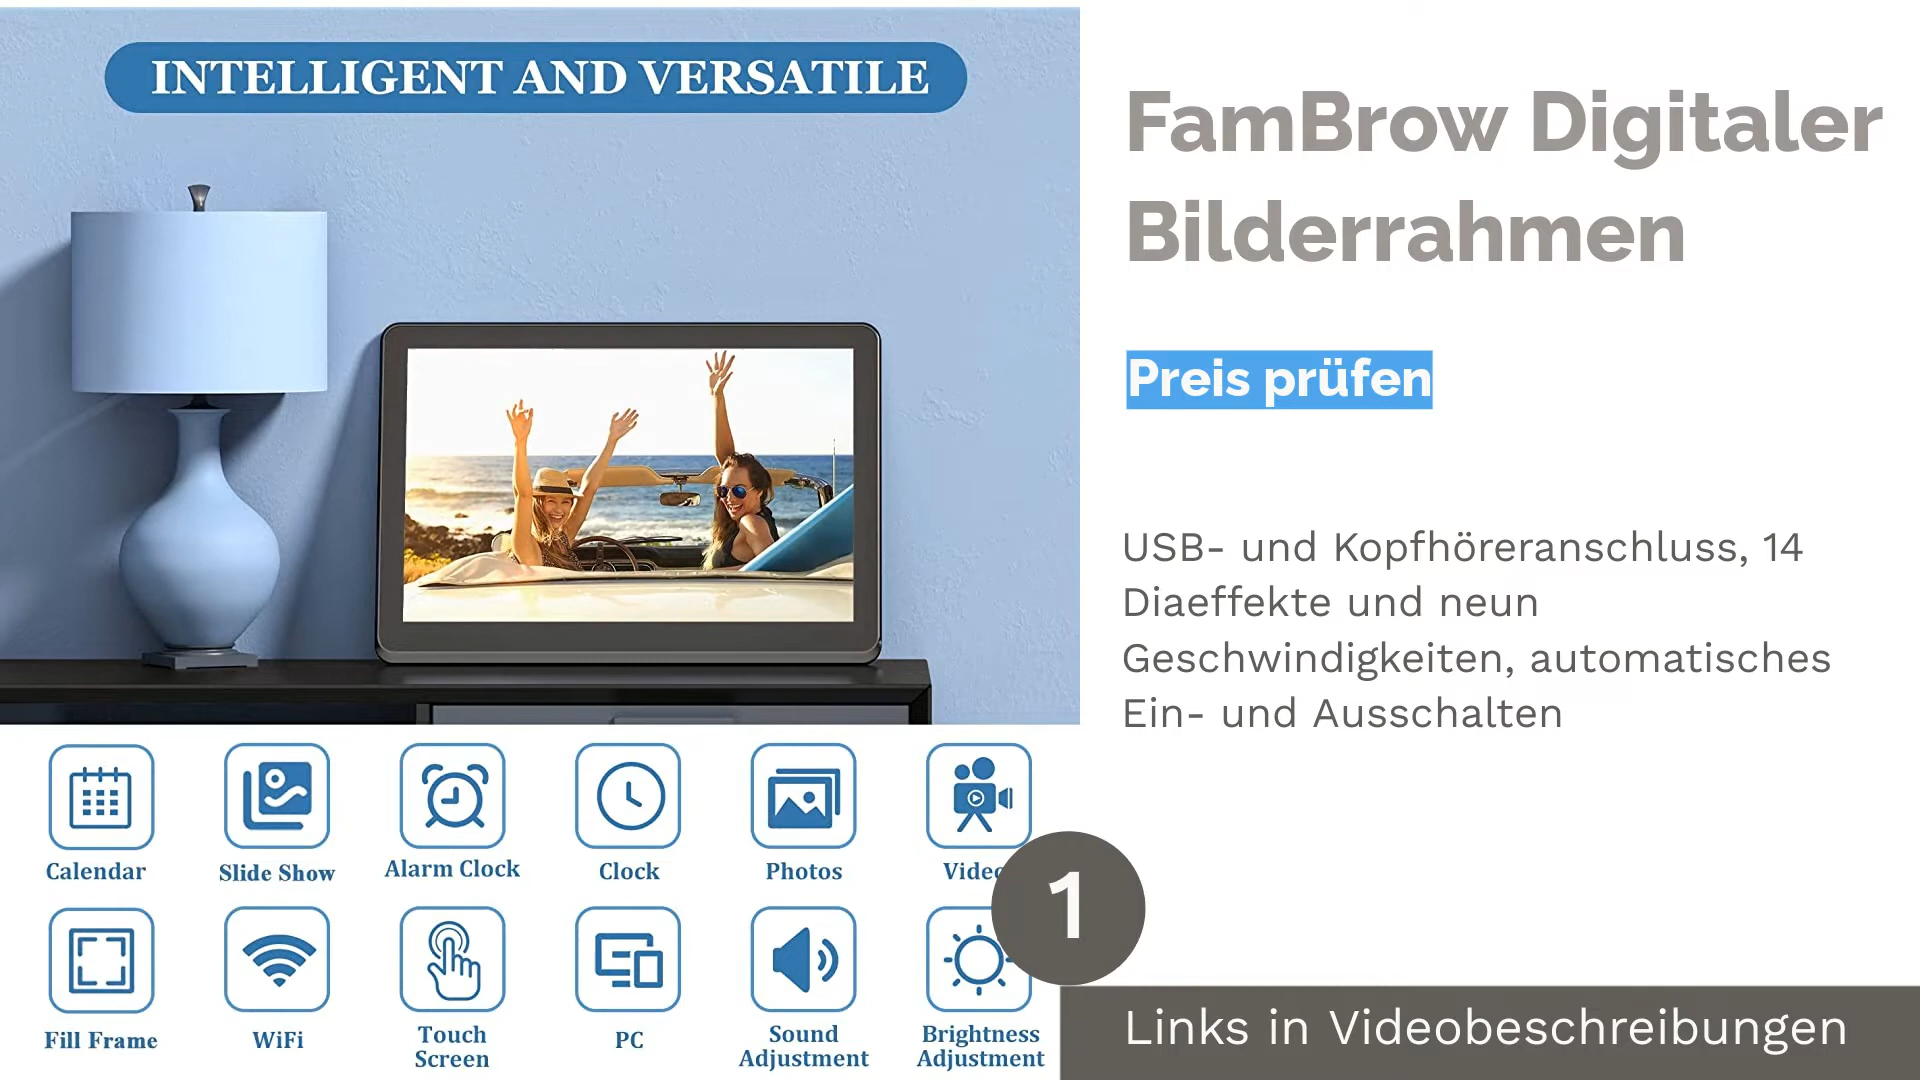 INTELLIGENT AND VERSATILE
FamBrow Digitaler
Bilderrahmen
Preis prüfen
USB- und Kopfhöreranschluss, 14
Diaeffekte und neun
Geschwindigkeiten, automatisches
Ein- und Ausschalten
Calendar
Slide Show
Alarm Clock
Clock
Photos
Video
Fill Frame
WiFi
Touch
Screen
PC
Sound
Adjustment
Brightness
Adjustment
1
Links in Videobeschreibungen